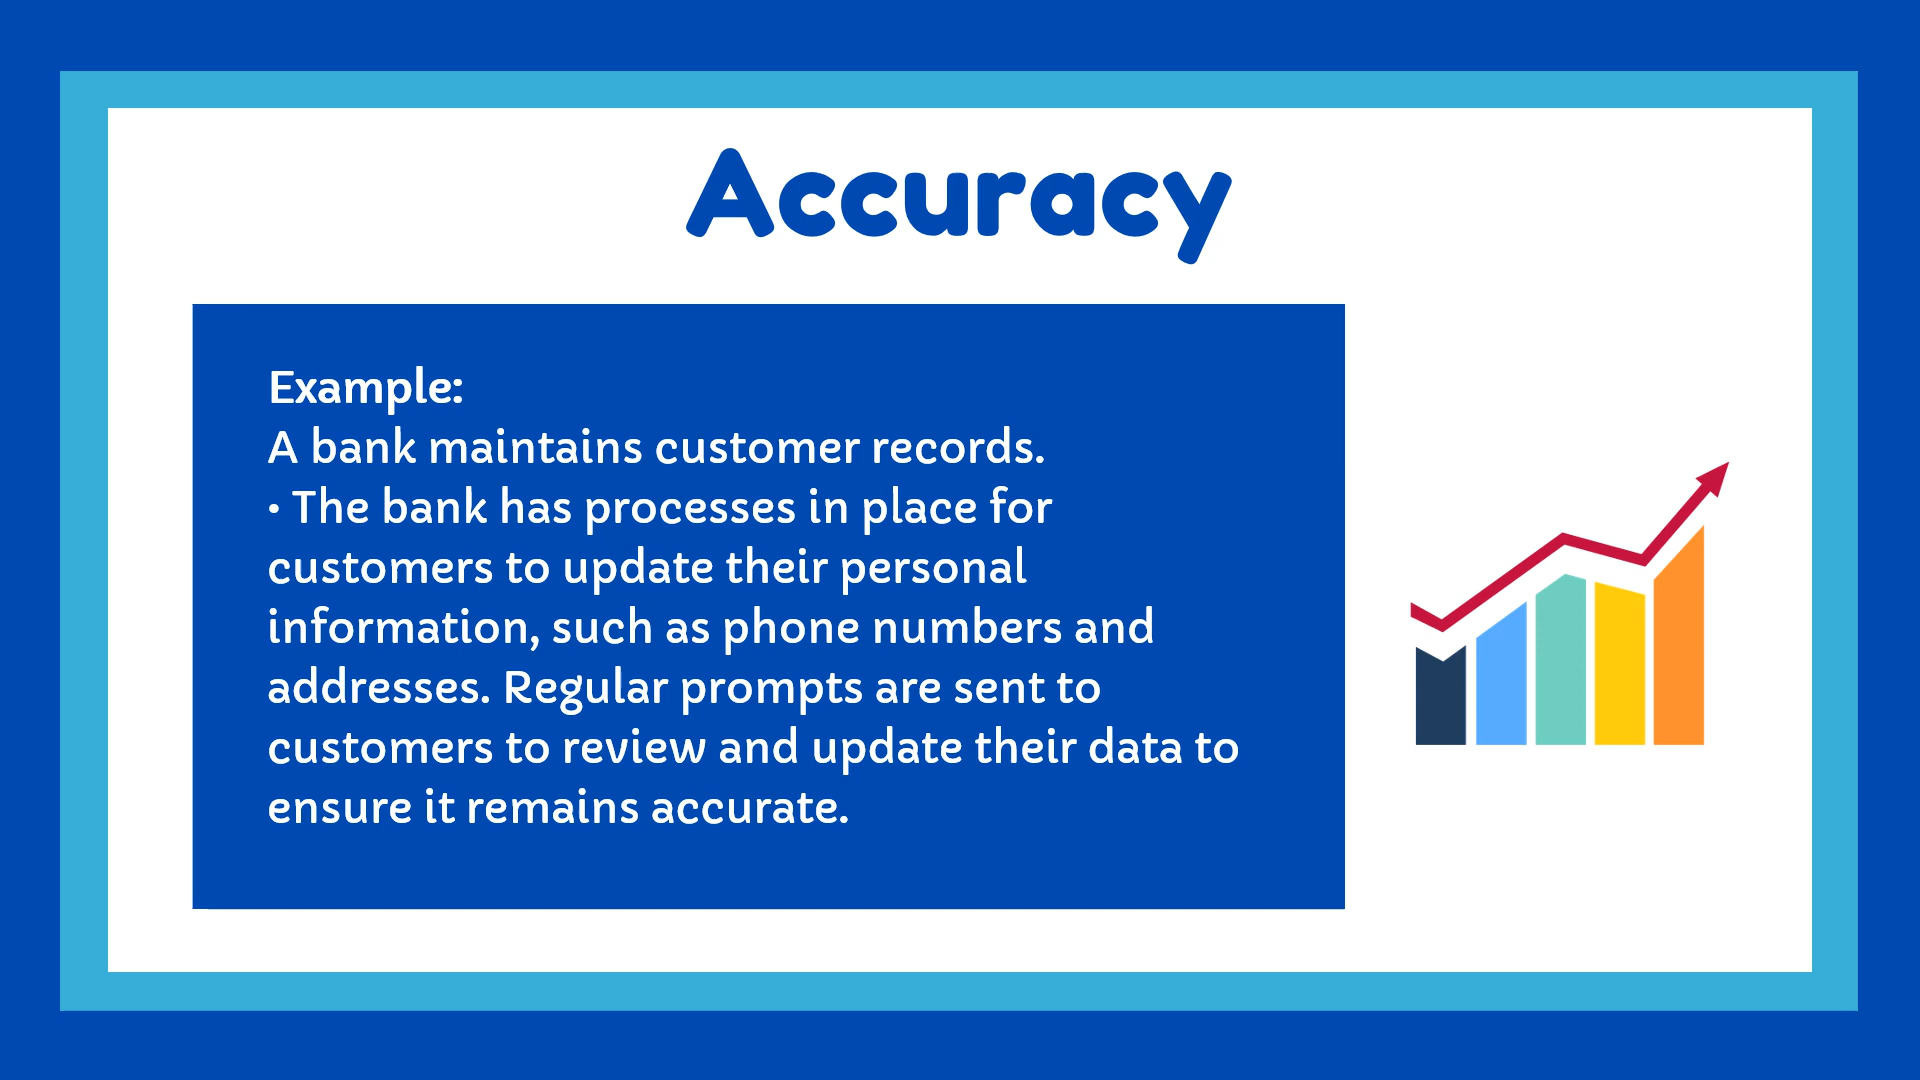 Accuracy
Example:
A bank maintains customer records.
• The bank has processes in place for
customers to update their personal
information, such as phone numbers and
addresses. Regular prompts are sent to
customers to review and update their data to
ensure it remains accurate.